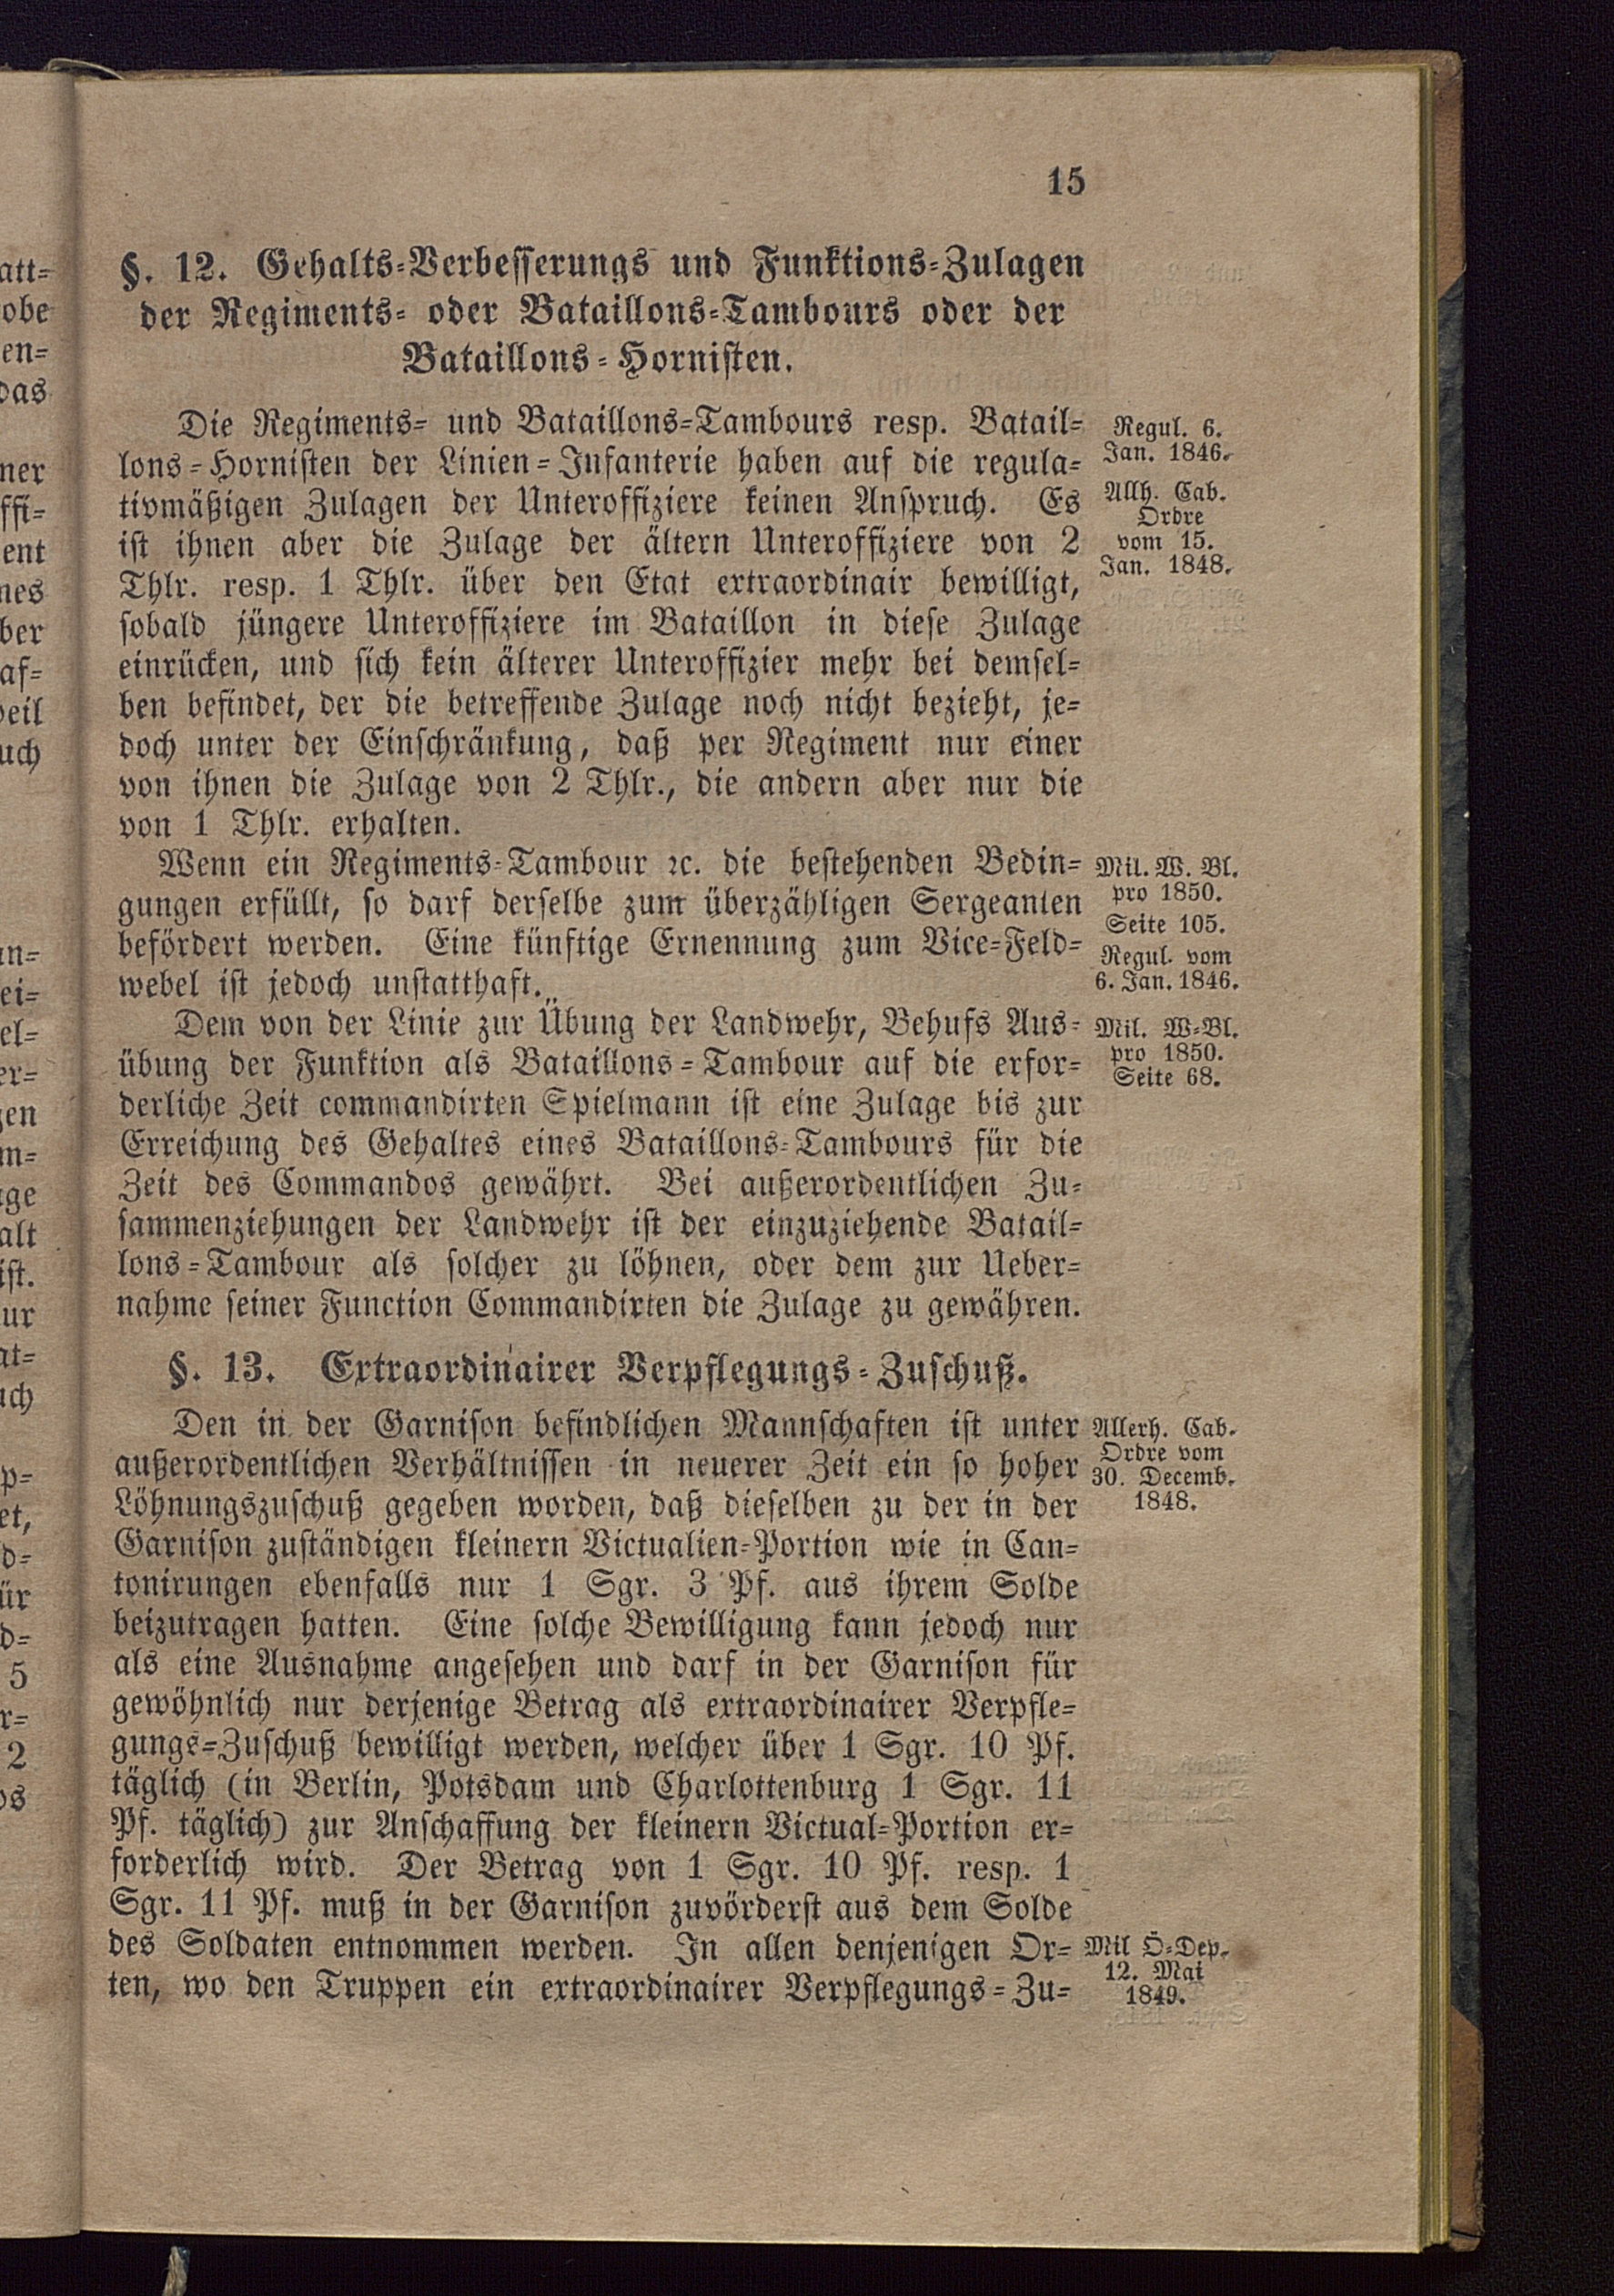 15
§. 12. Gehalts-Verbesserungs und Funktions-Zulagen
der Regiments- oder Bataillons-Tambours oder der
Bataillons-Hornisten.
Die Regiments- und Bataillons-Tambours resp. Batail-
lons-Hornisten der Linien-Infanterie haben auf die regula-
tivmäßigen Zulagen der Unteroffiziere keinen Anspruch. Es
ist ihnen aber die Zulage der ältern Unteroffiziere von 2
Thlr. resp. 1 Thlr. über den Etat extraordinair bewilligt,
sobald jüngere Unteroffiziere im Bataillon in diese Zulage
einrücken, und sich kein älterer Unteroffizier mehr bei demsel-
ben befindet, der die betreffende Zulage noch nicht bezieht, je-
doch unter der Einschränkung, daß per Regiment nur einer
von ihnen die Zulage von 2 Thlr., die andern aber nur die
von 1 Thlr. erhalten.
Regul. 6.
Jan. 1846.
Allh. Cab.
Ordre
vom 15.
Jan. 1848.
Wenn ein Regiments-Tambour ꝛc. die bestehenden Bedin-
gungen erfüllt, so darf derselbe zum überzähligen Sergeanten
befördert werden. Eine künftige Ernennung zum Vice-Feld-
webel ist jedoch unstatthaft.
Mil. W. Bl.
pro 1850.
Seite 105.
Regul. vom
6. Jan. 1846.
Dem von der Linie zur Übung der Landwehr, Behufs Aus-
übung der Funktion als Bataillons-Tambour auf die erfor-
derliche Zeit commandirten Spielmann ist eine Zulage bis zur
Erreichung des Gehaltes eines Bataillons-Tambours für die
Zeit des Commandos gewährt. Bei außerordentlichen Zu-
sammenziehungen der Landwehr ist der einzuziehende Batail-
lons-Tambour als solcher zu löhnen, oder dem zur Ueber-
nahme seiner Function Commandirten die Zulage zu gewähren.
Mil. W-Bl.
pro 1850.
Seite 68.
§. 13. Extraordinairer Verpflegungs-Zuschuß.
Den in der Garnison befindlichen Mannschaften ist unter
außerordentlichen Verhältnissen in neuerer Zeit ein so hoher
Löhnungszuschuß gegeben worden, daß dieselben zu der in der
Garnison zuständigen kleinern Victualien-Portion wie in Can-
tonirungen ebenfalls nur 1 Sgr. 3 Pf. aus ihrem Solde
beizutragen hatten. Eine solche Bewilligung kann jedoch nur
als eine Ausnahme angesehen und darf in der Garnison für
gewöhnlich nur derjenige Betrag als extraordinairer Verpfle-
gungs-Zuschuß bewilligt werden, welcher über 1 Sgr. 10 Pf.
täglich (in Berlin, Potsdam und Charlottenburg 1 Sgr. 11
Pf. täglich) zur Anschaffung der kleinern Victual-Portion er-
forderlich wird. Der Betrag von 1 Sgr. 10 Pf. resp. 1
Sgr. 11 Pf. muß in der Garnison zuvörderst aus dem Solde
des Soldaten entnommen werden. In allen denjenigen Or-
ten, wo den Truppen ein extraordinairer Verpflegungs-Zu-
Allerh. Cab.
Ordre vom
30. Decemb.
1848.
Mil Ö-Dep.
12. Mai
1849.